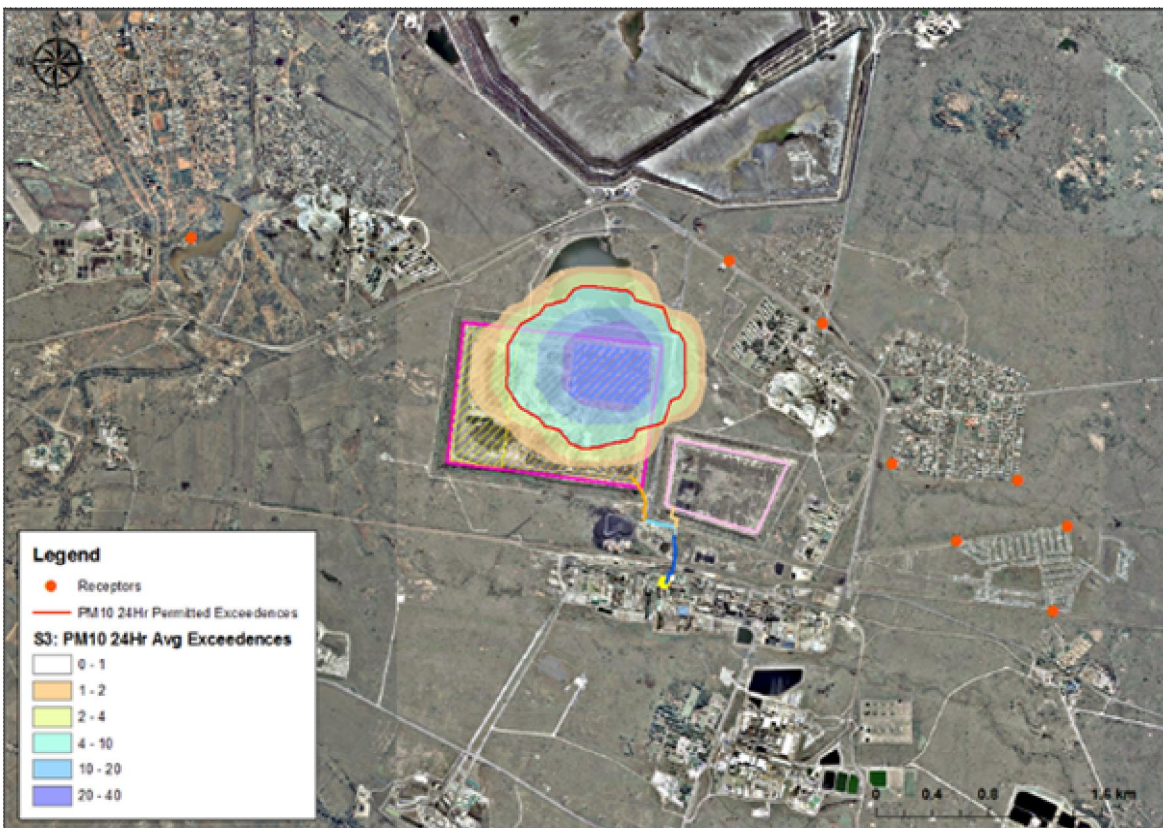 Legend
Receptors
PM10 24Hr Permitted Exceedences
S3: PM10 24Hr Avg Exceedences
0 - 1
1 - 2
2 - 4
4 - 10
10 - 20
20 - 40
0 0.4 0.8 1.6 km